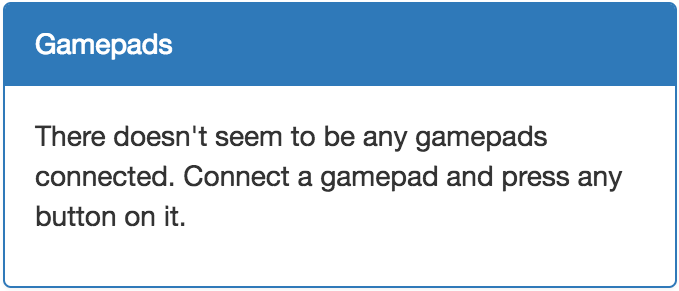 Gamepads
There doesn't seem to be any gamepads
connected. Connect a gamepad and press any
button on it.